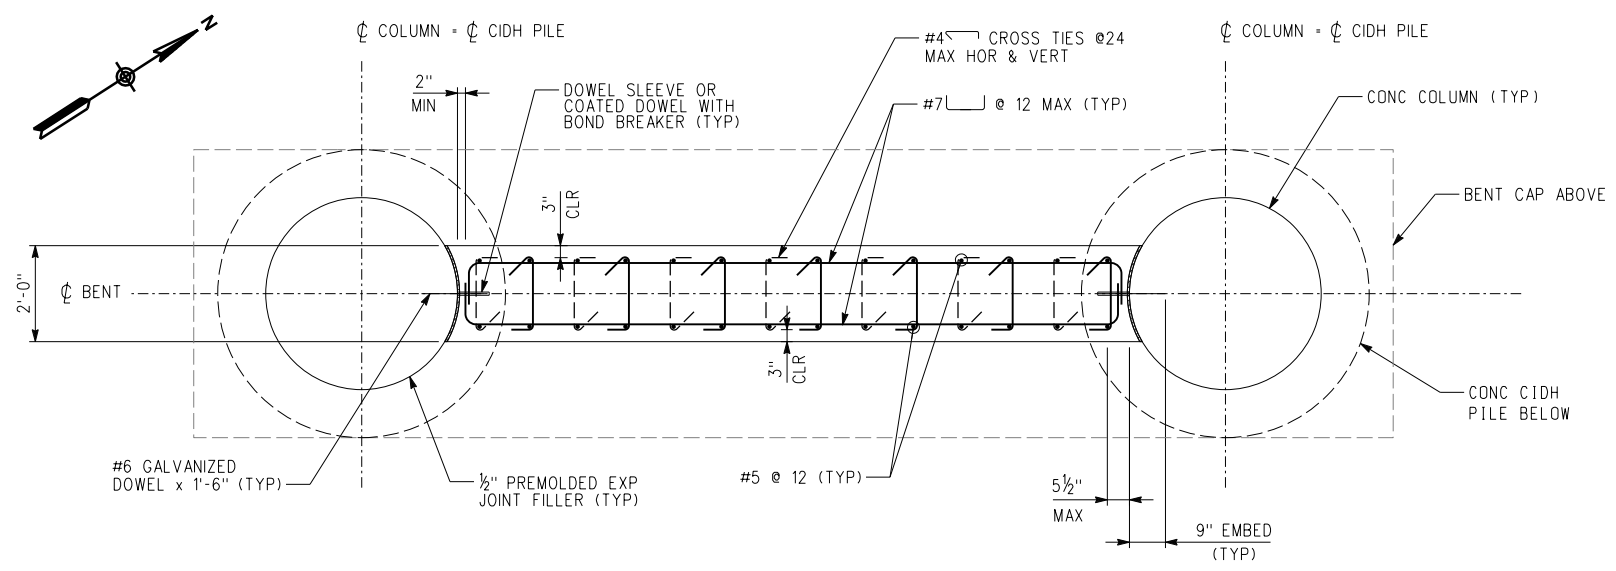 N
℄ COLUMN = ℄ CIDH PILE
℄ COLUMN = ℄ CIDH PILE
#4 CROSS TIES @24
MAX HOR & VERT
2"
MIN
DOWEL SLEEVE OR
COATED DOWEL WITH
BOND BREAKER (TYP)
#7 @ 12 MAX (TYP)
CONC COLUMN (TYP)
BENT CAP ABOVE
3"
CLR
2'-0"
℄ BENT
3"
CLR
CONC CIDH
PILE BELOW
#6 GALVANIZED
DOWEL x 1'-6" (TYP)
½" PREMOLDED EXP
JOINT FILLER (TYP)
#5 @ 12 (TYP)
5½"
MAX
9" EMBED
(TYP)